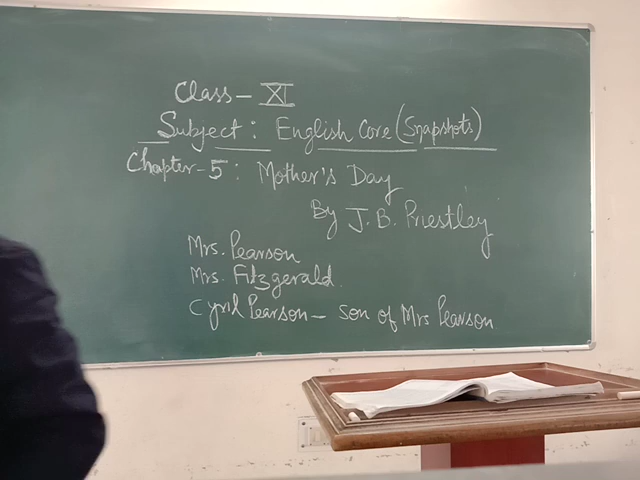 Class – XI
Subject : English Core (Snapshots)
Chapter-5 : Mother's Day
By J. B. Priestley
Mrs. Pearson
Mrs. Fitzgerald.
Cyril Pearson – son of Mrs Pearson